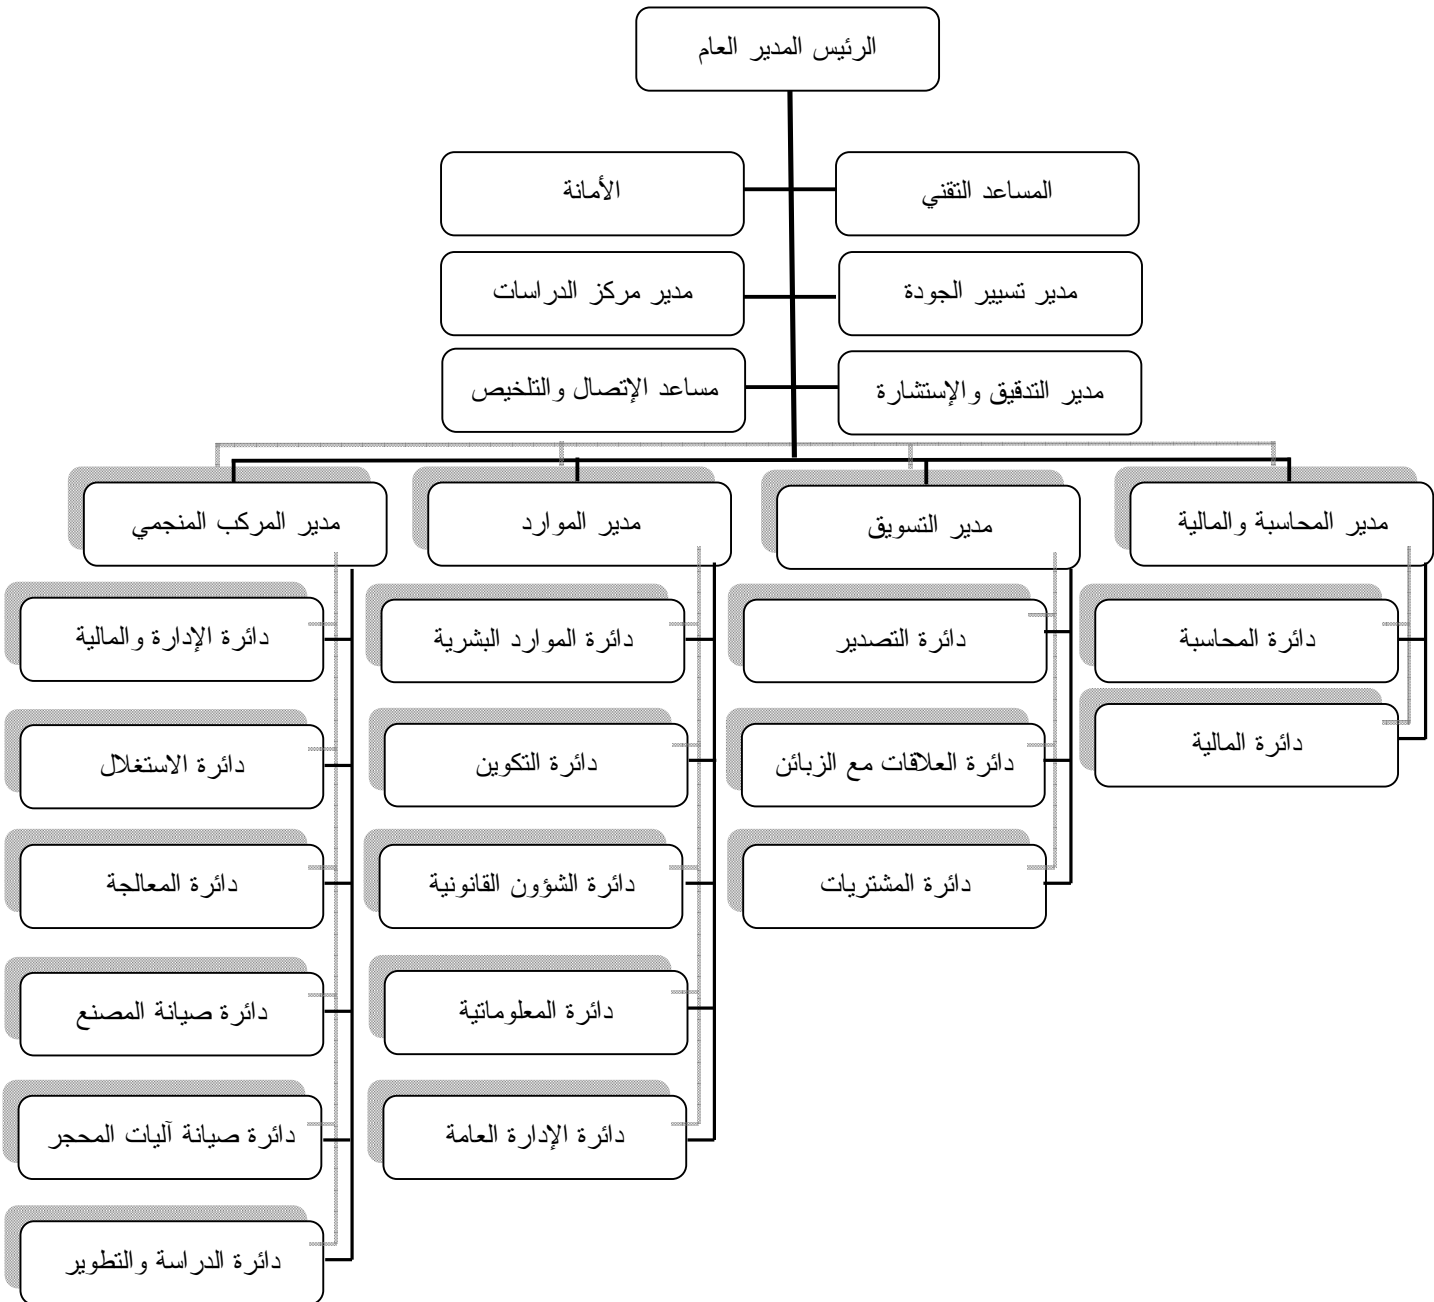 الرئيس المدير العام
المساعد التقني
الأمانة
مدير تسيير الجودة
مدير مركز الدراسات
مدير التدقيق والإستشارة
مساعد الإتصال والتلخيص
مدير المحاسبة والمالية
مدير التسويق
مدير الموارد
مدير المركب المنجمي
دائرة المحاسبة
دائرة التصدير
دائرة الموارد البشرية
دائرة الإدارة والمالية
دائرة المالية
دائرة العلاقات مع الزبائن
دائرة التكوين
دائرة الاستغلال
دائرة المشتريات
دائرة الشؤون القانونية
دائرة المعالجة
دائرة المعلوماتية
دائرة صيانة المصنع
دائرة الإدارة العامة
دائرة صيانة آليات المحجر
دائرة الدراسة والتطوير